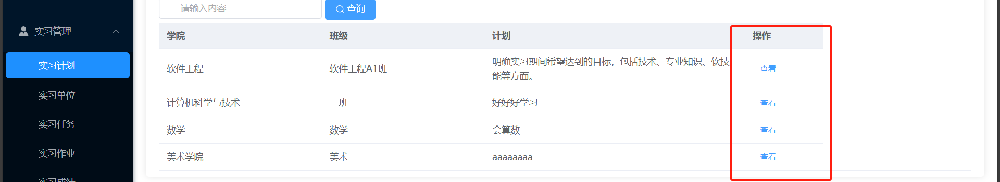 请输入内容
查询
实习管理
实习计划
实习单位
实习任务
实习作业
实习成绩
学院 班级 计划 操作
软件工程 软件工程A1班 明确实习期间希望达到的目标，包括技术、专业知识、软技
能等方面。 查看
计算机科学与技术 一班 好好好学习 查看
数学 数学 会算数 查看
美术学院 美术 aaaaaaaa 查看